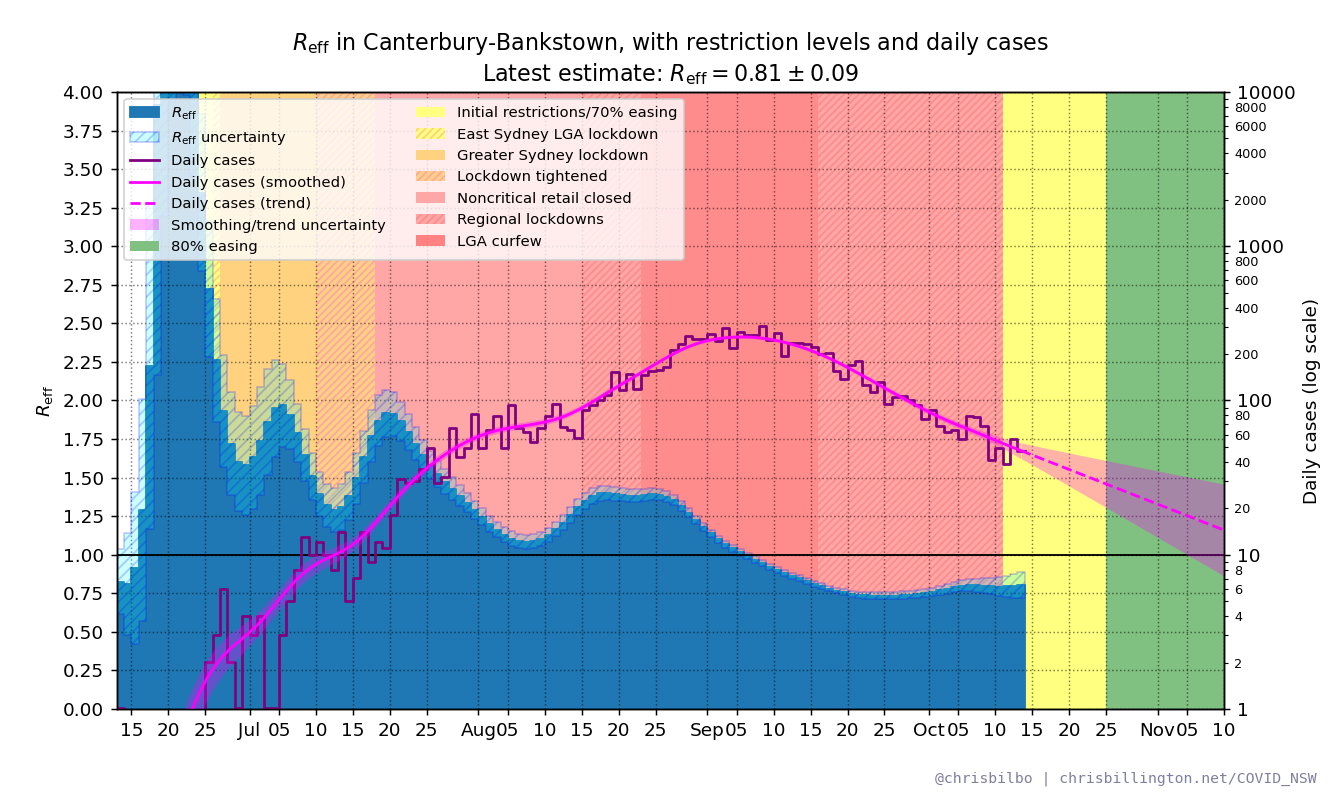 R_eff in Canterbury-Bankstown, with restriction levels and daily cases
Latest estimate: R_eff = 0.81 ± 0.09
4.00
3.75
3.50
3.25
3.00
2.75
2.50
2.25
2.00
1.75
1.50
1.25
1.00
0.75
0.50
0.25
0.00
R_eff
R_eff
R_eff uncertainty
Daily cases
Daily cases (smoothed)
Daily cases (trend)
Smoothing/trend uncertainty
80% easing
Initial restrictions/70% easing
East Sydney LGA lockdown
Greater Sydney lockdown
Lockdown tightened
Noncritical retail closed
Regional lockdowns
LGA curfew
10000
8000
6000
4000
2000
1000
800
600
400
200
100
80
60
40
20
10
8
6
4
2
1
Daily cases (log scale)
15 20 25 Jul 05 10 15 20 25 Aug 05 10 15 20 25 Sep 05 10 15 20 25 Oct 05 10 15 20 25 Nov 05 10
@chrisbilbo | chrisbillington.net/COVID_NSW